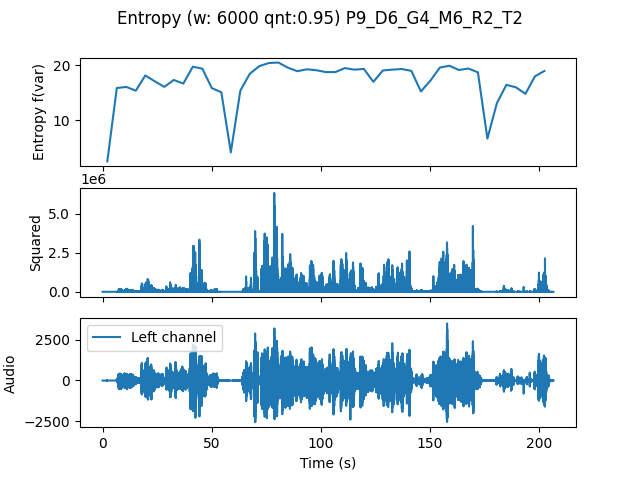 Entropy (w: 6000 qnt:0.95) P9_D6_G4_M6_R2_T2
Entropy f(var)
20
10
1e6
Squared
5.0
2.5
0.0
Audio
2500
0
−2500
Left channel
0 50 100 150 200
Time (s)